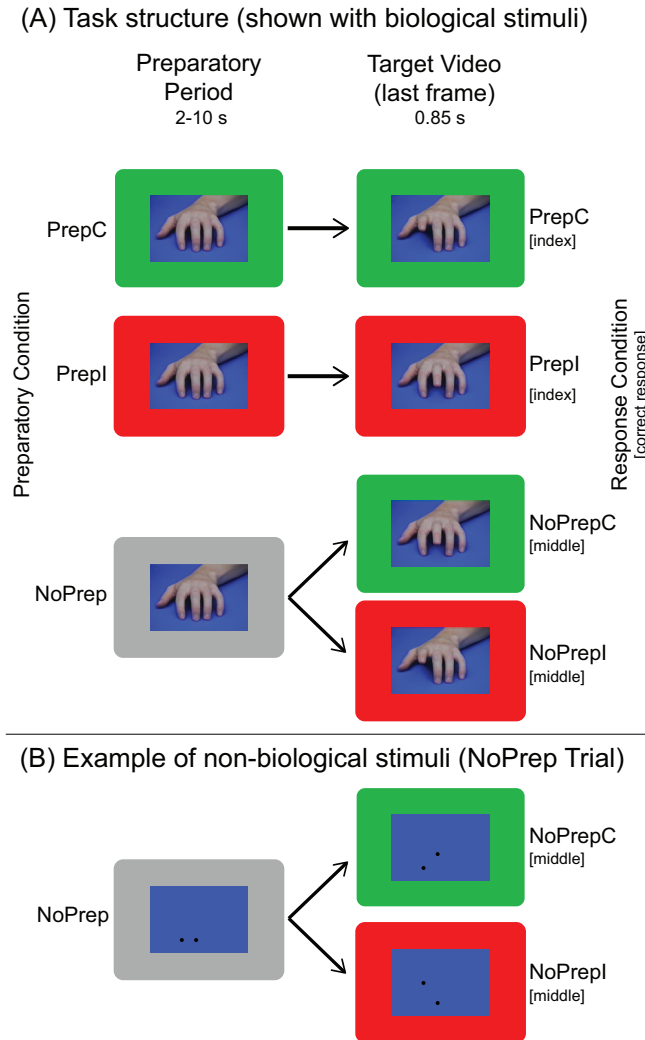 (A) Task structure (shown with biological stimuli)
Preparatory
Period
2-10 s
Target Video
(last frame)
0.85 s
Preparatory Condition
PrepC
PrepC
[index]
PrepI
PrepI
[index]
NoPrep
NoPrepC
[middle]
NoPrepI
[middle]
Response Condition
[correct response]
(B) Example of non-biological stimuli (NoPrep Trial)
NoPrep
NoPrepC
[middle]
NoPrepI
[middle]